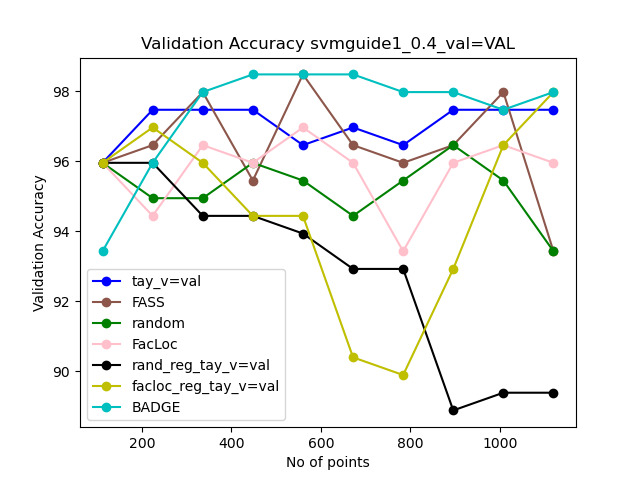 Validation Accuracy svmguide1_0.4_val=VAL
Validation Accuracy
98
96
94
92
90
tay_v=val
FASS
random
FacLoc
rand_reg_tay_v=val
facloc_reg_tay_v=val
BADGE
200 400 600 800 1000
No of points